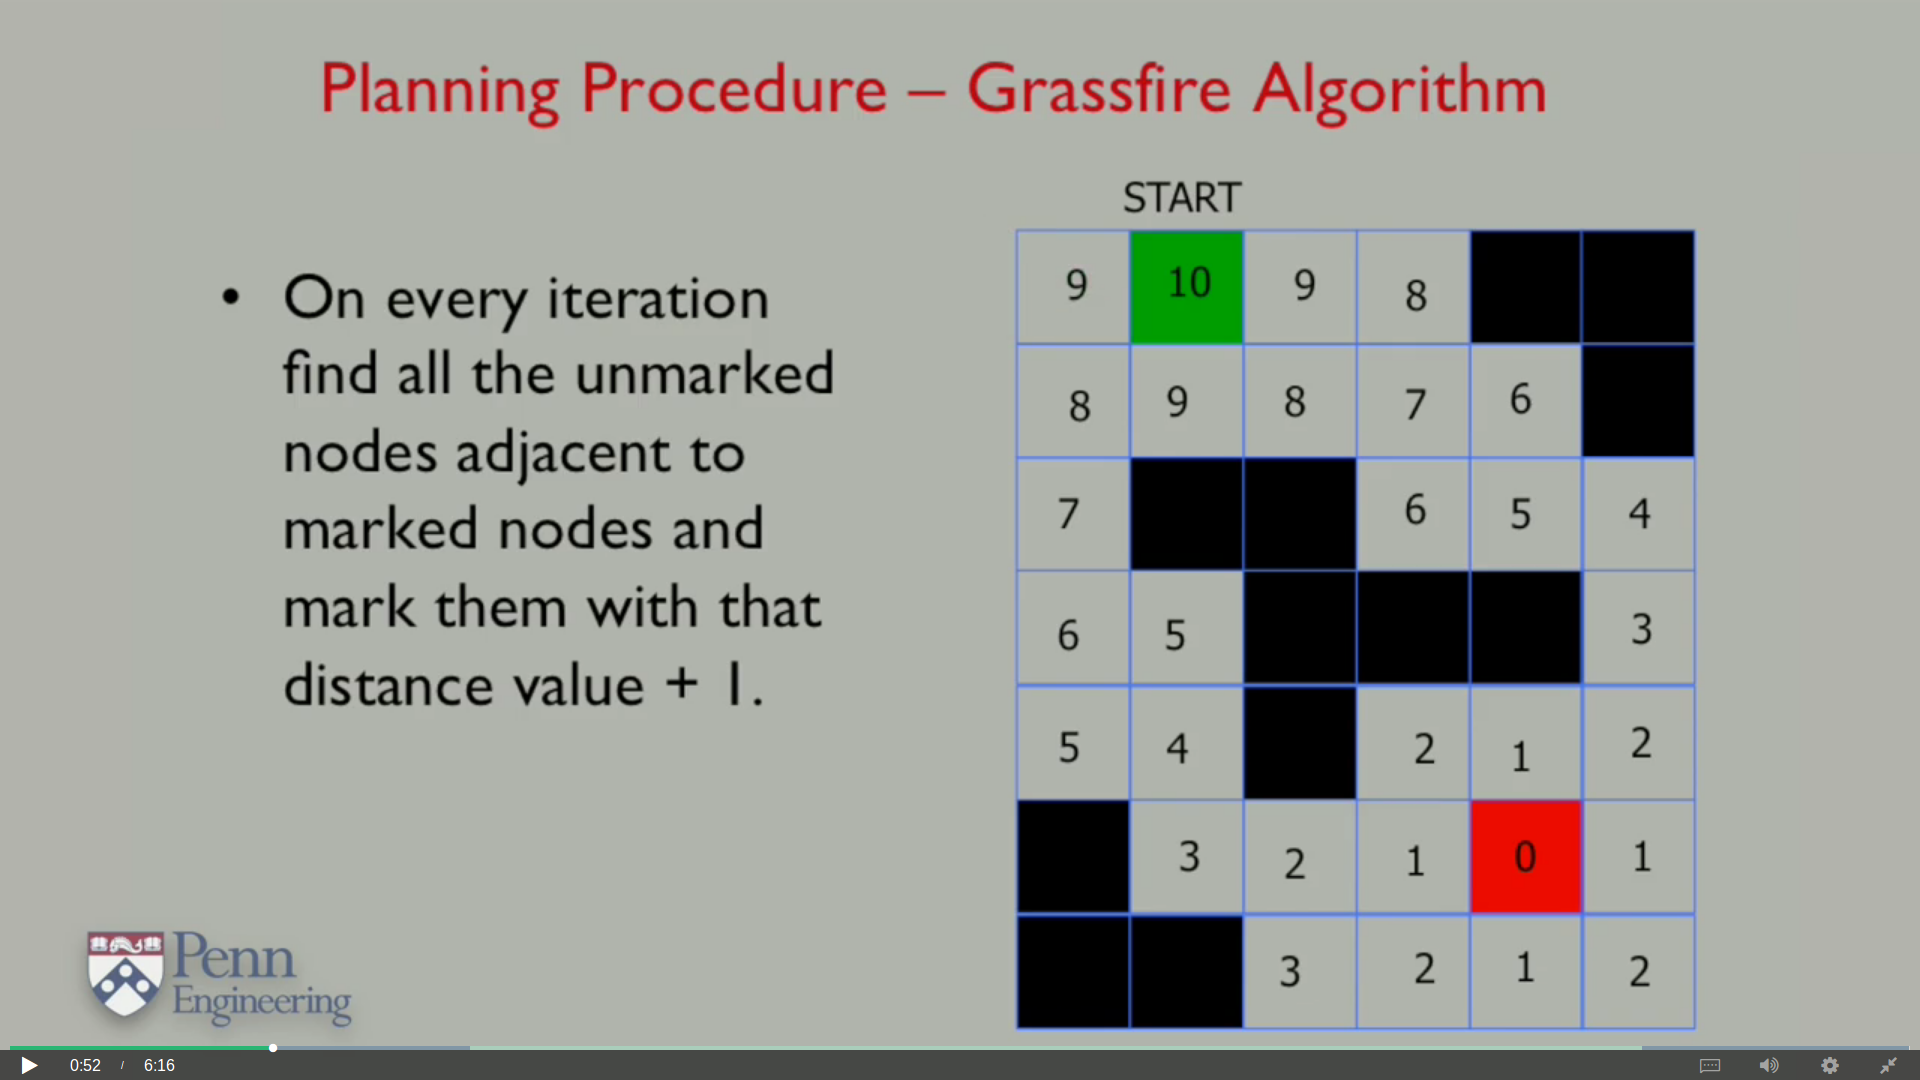 Planning Procedure – Grassfire Algorithm
START
• On every iteration
find all the unmarked
nodes adjacent to
marked nodes and
mark them with that
distance value + 1.
9 10 9 8
8 9 8 7 6
7 6 5 4
6 5 3
5 4 2 1 2
3 2 1 0 1
3 2 1 2
Penn
Engineering
0:52 / 6:16